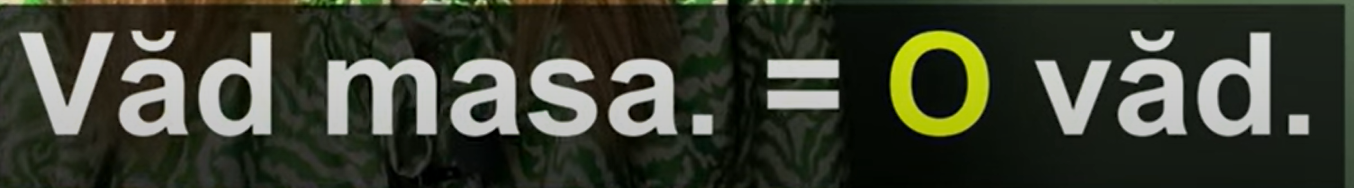 Văd masa. = O văd.